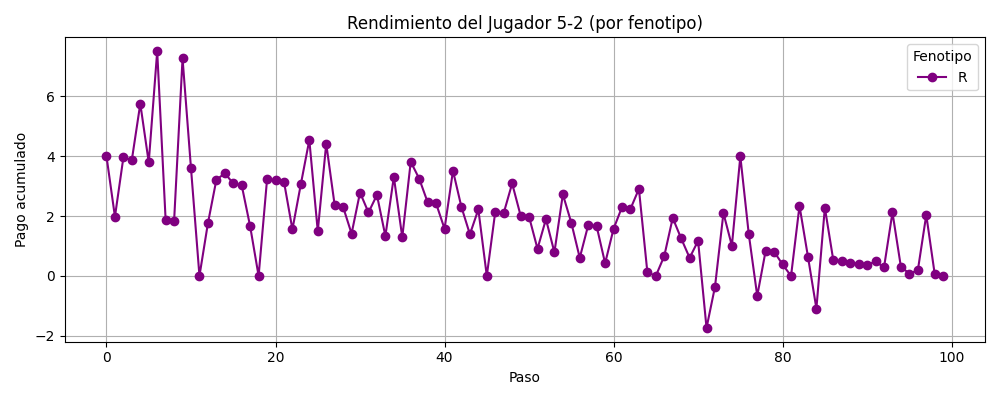 Rendimiento del Jugador 5-2 (por fenotipo)
Fenotipo
R
Pago acumulado
6
4
2
0
−2
0 20 40 60 80 100
Paso